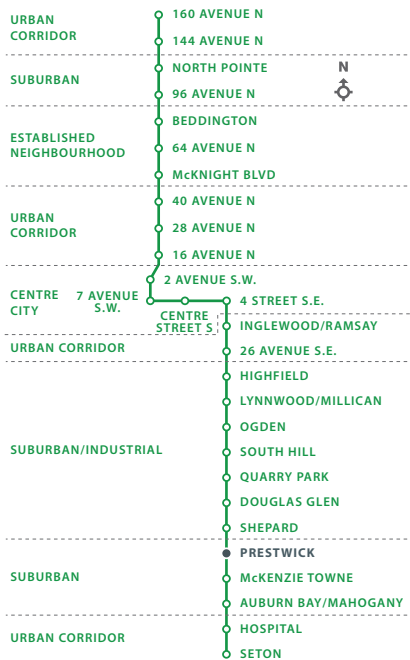 160 AVENUE N
URBAN
CORRIDOR
144 AVENUE N
NORTH POINTE
N
SUBURBAN
96 AVENUE N
BEDDINGTON
ESTABLISHED
NEIGHBOURHOOD
64 AVENUE N
McKNIGHT BLVD
40 AVENUE N
URBAN
CORRIDOR
28 AVENUE N
16 AVENUE N
2 AVENUE S.W.
CENTRE
CITY
7 AVENUE
S.W.
4 STREET S.E.
CENTRE
STREET S
INGLEWOOD/RAMSAY
URBAN CORRIDOR
26 AVENUE S.E.
HIGHFIELD
LYNNWOOD/MILLICAN
OGDEN
SUBURBAN/INDUSTRIAL
SOUTH HILL
QUARRY PARK
DOUGLAS GLEN
SHEPARD
PRESTWICK
SUBURBAN
McKENZIE TOWNE
AUBURN BAY/MAHOGANY
HOSPITAL
URBAN CORRIDOR
SETON